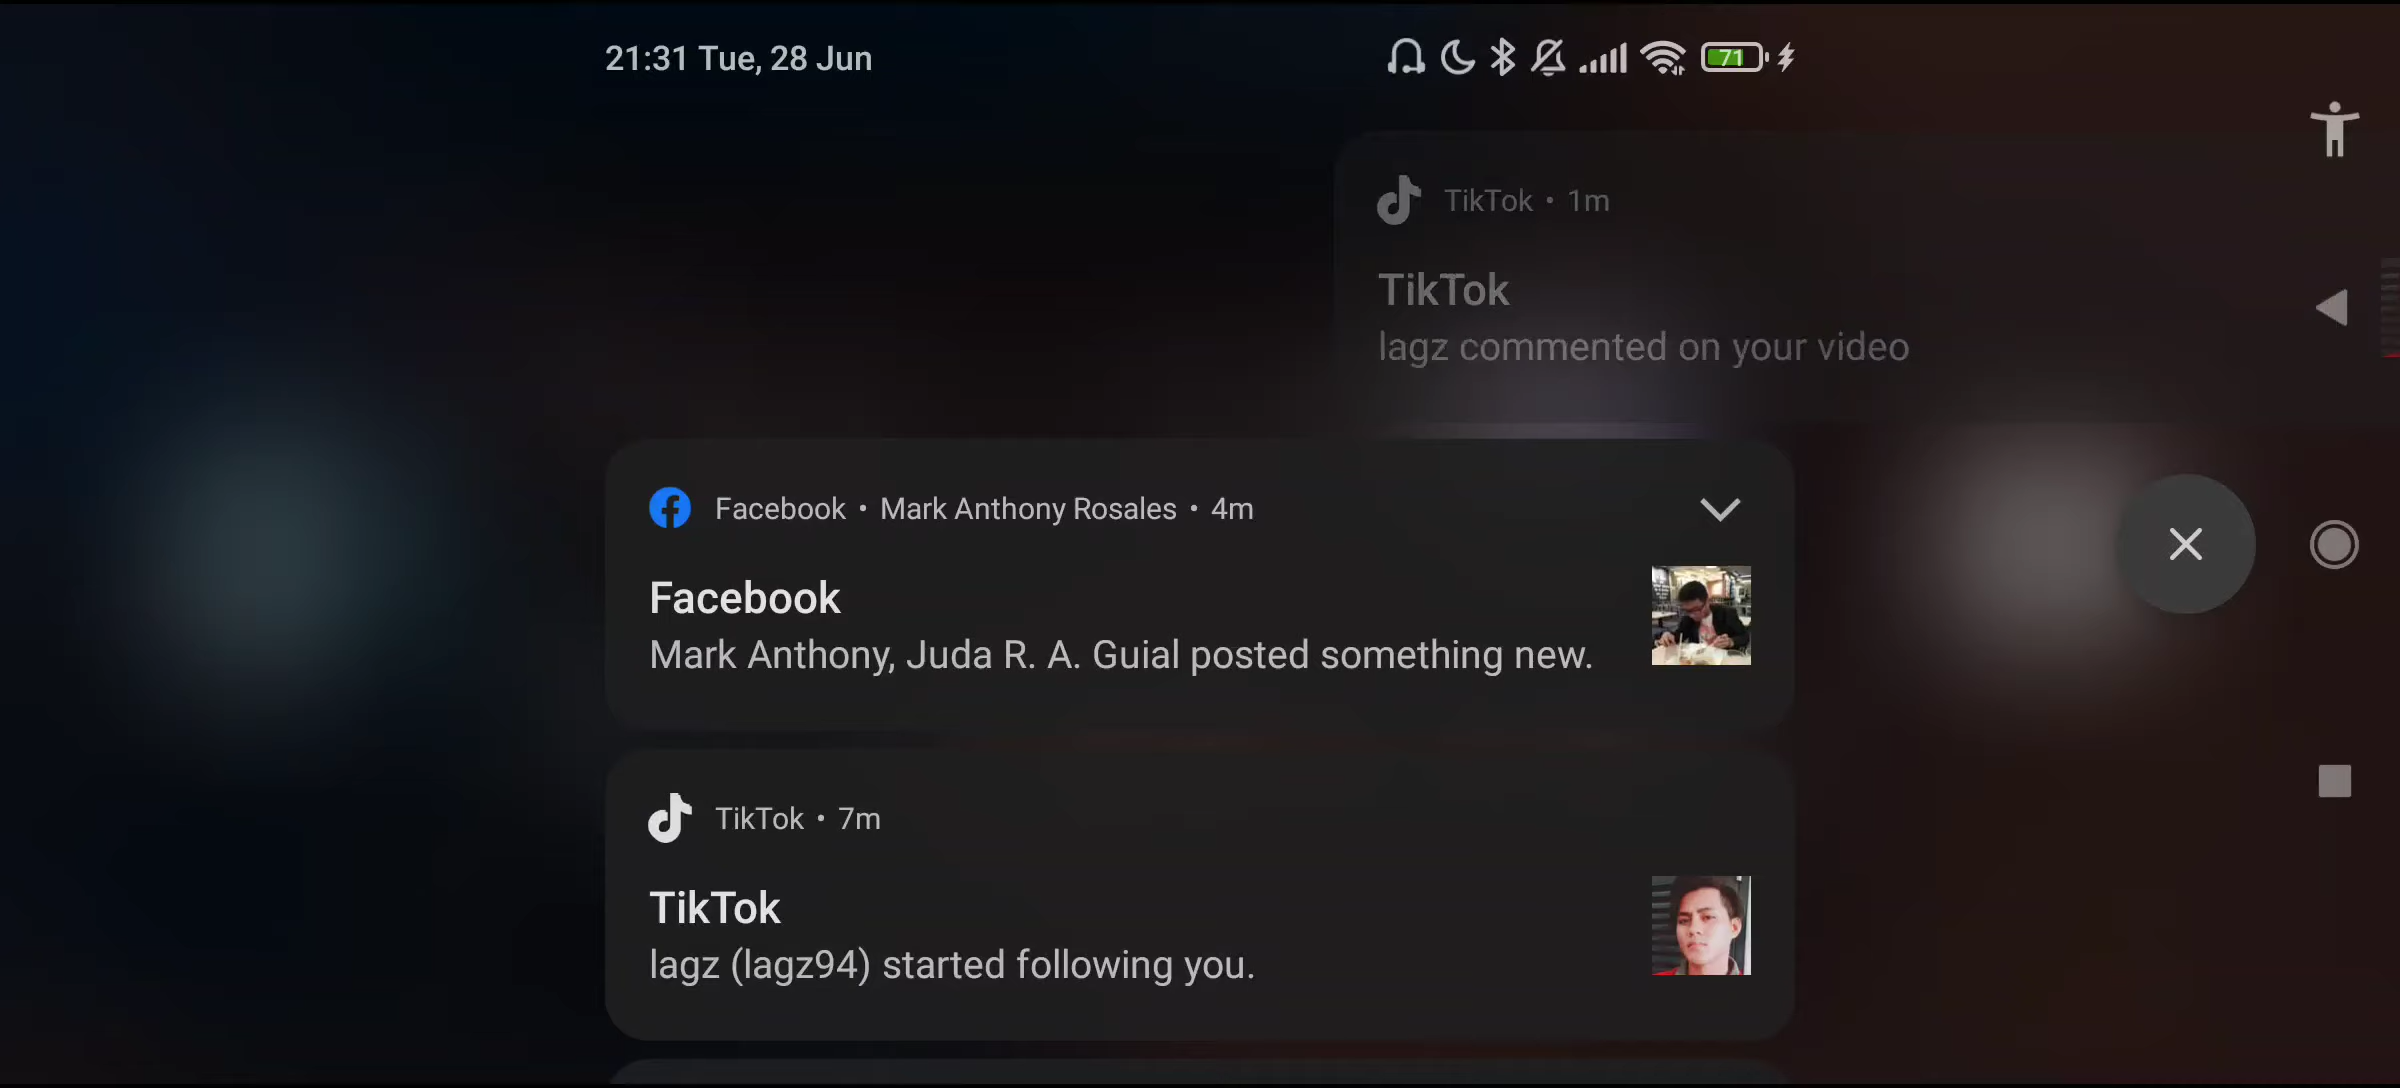 21:31 Tue, 28 Jun
71
TikTok • 1m
TikTok
lagz commented on your video
Facebook • Mark Anthony Rosales • 4m
Facebook
Mark Anthony, Juda R. A. Guial posted something new.
TikTok • 7m
TikTok
lagz (lagz94) started following you.